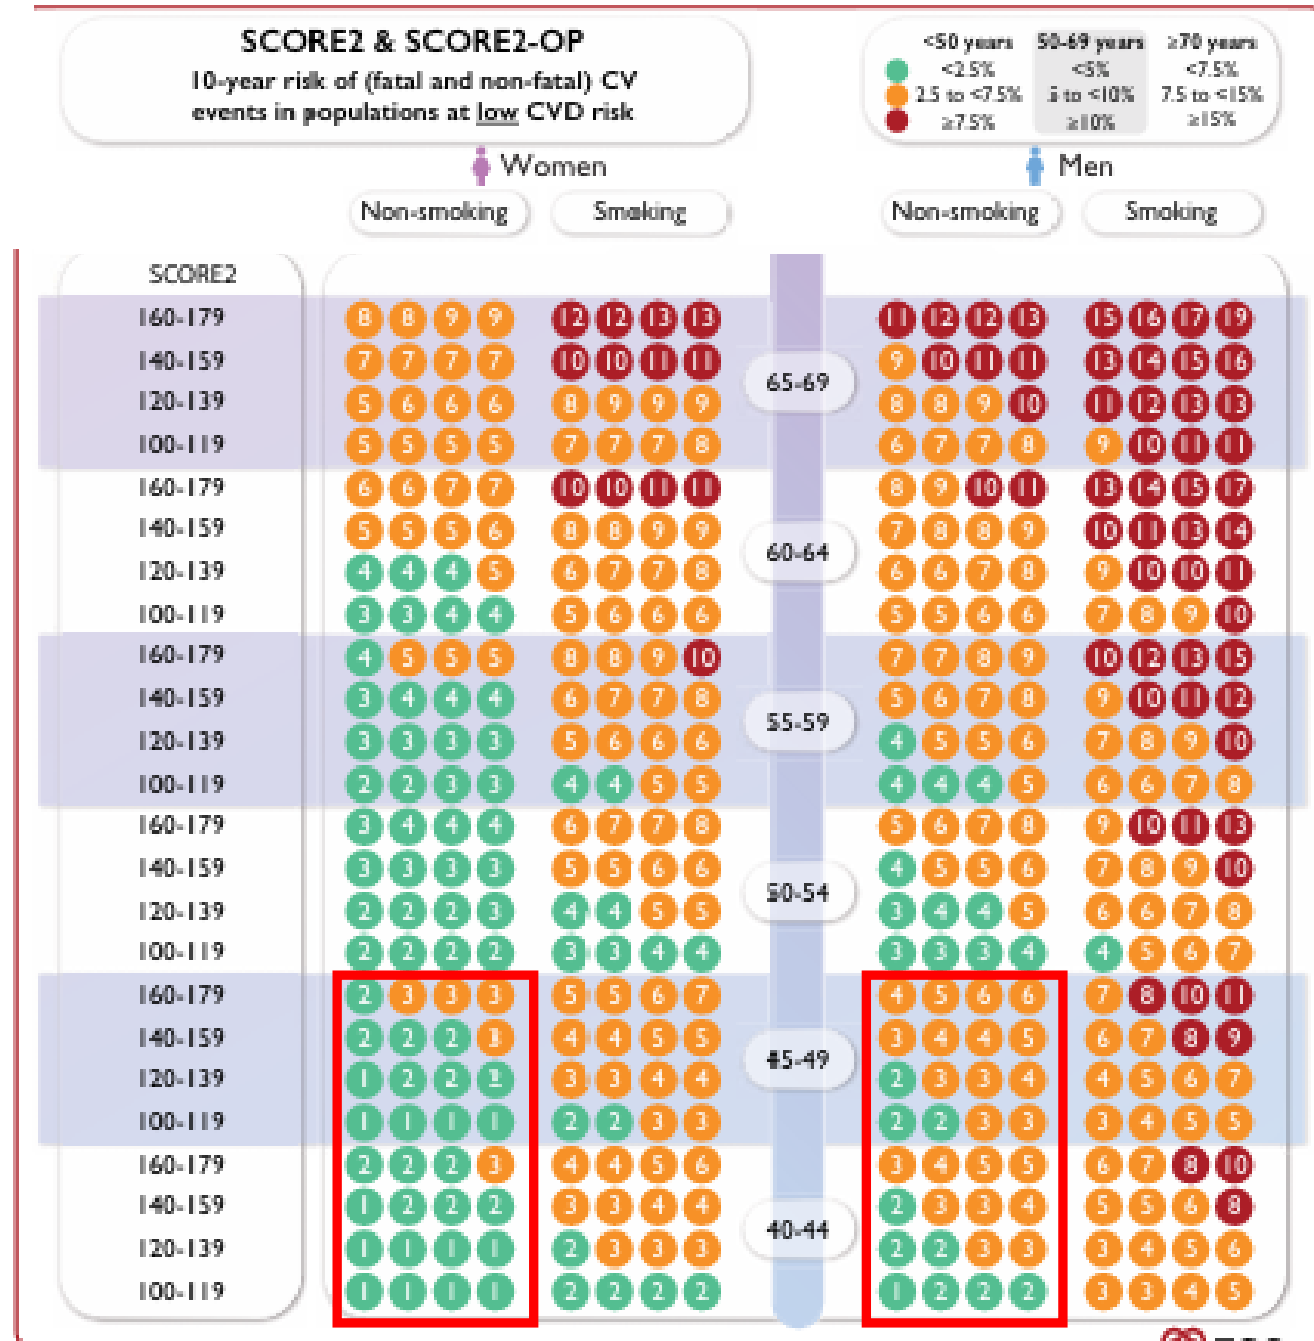 SCORE2 & SCORE2-OP
10-year risk of (fatal and non-fatal) CV
events in populations at low CVD risk
<50 years 50-69 years ≥70 years
<2.5% <5% <7.5%
2.5 to <7.5% 5 to <10% 7.5 to <15%
≥7.5% ≥10% ≥15%
Women Men
Non-smoking Smoking Non-smoking Smoking
SCORE2
160-179 8 8 9 9 12 12 13 13 11 12 12 13 15 16 17 19
140-159 7 7 7 7 10 10 11 11 9 10 11 11 13 14 15 16
65-69
120-139 5 6 6 6 8 9 9 9 8 8 9 10 11 12 13 13
100-119 5 5 5 5 7 7 7 8 6 7 7 8 9 10 11 11
160-179 6 6 7 7 10 10 11 11 8 9 10 11 13 14 15 17
140-159 5 5 5 6 8 8 9 9 7 8 8 9 10 11 13 14
60-64
120-139 4 4 4 5 6 7 7 8 6 6 7 8 9 10 10 11
100-119 3 3 4 4 5 6 6 6 5 5 6 6 7 8 9 10
160-179 4 5 5 5 8 8 9 10 7 7 8 9 10 12 13 15
140-159 3 4 4 4 6 7 7 8 5 6 7 8 9 10 11 12
55-59
120-139 3 3 3 3 5 6 6 6 4 5 5 6 7 8 9 10
100-119 2 2 3 3 4 4 5 5 4 4 4 5 6 6 7 8
160-179 3 4 4 4 6 7 7 8 5 6 7 8 9 10 11 13
140-159 3 3 3 3 5 5 6 6 4 5 5 6 7 8 9 10
50-54
120-139 2 2 2 3 4 4 5 5 3 4 4 5 6 6 7 8
100-119 2 2 2 2 3 3 4 4 3 3 3 4 4 5 6 7
160-179 2 3 3 3 5 5 6 7 4 5 6 6 7 8 10 11
140-159 2 2 2 3 4 4 5 5 3 4 4 5 6 7 8 9
45-49
120-139 1 2 2 2 3 3 4 4 2 3 3 4 4 5 6 7
100-119 1 1 1 1 2 2 3 3 2 2 3 3 3 4 5 5
160-179 2 2 2 3 4 4 5 6 3 4 5 5 6 7 8 10
140-159 1 2 2 2 3 3 4 4 2 3 3 4 5 5 6 8
40-44
120-139 1 1 1 1 2 3 3 3 2 2 3 3 3 4 5 6
100-119 1 1 1 1 2 2 2 2 1 2 2 2 3 3 4 5